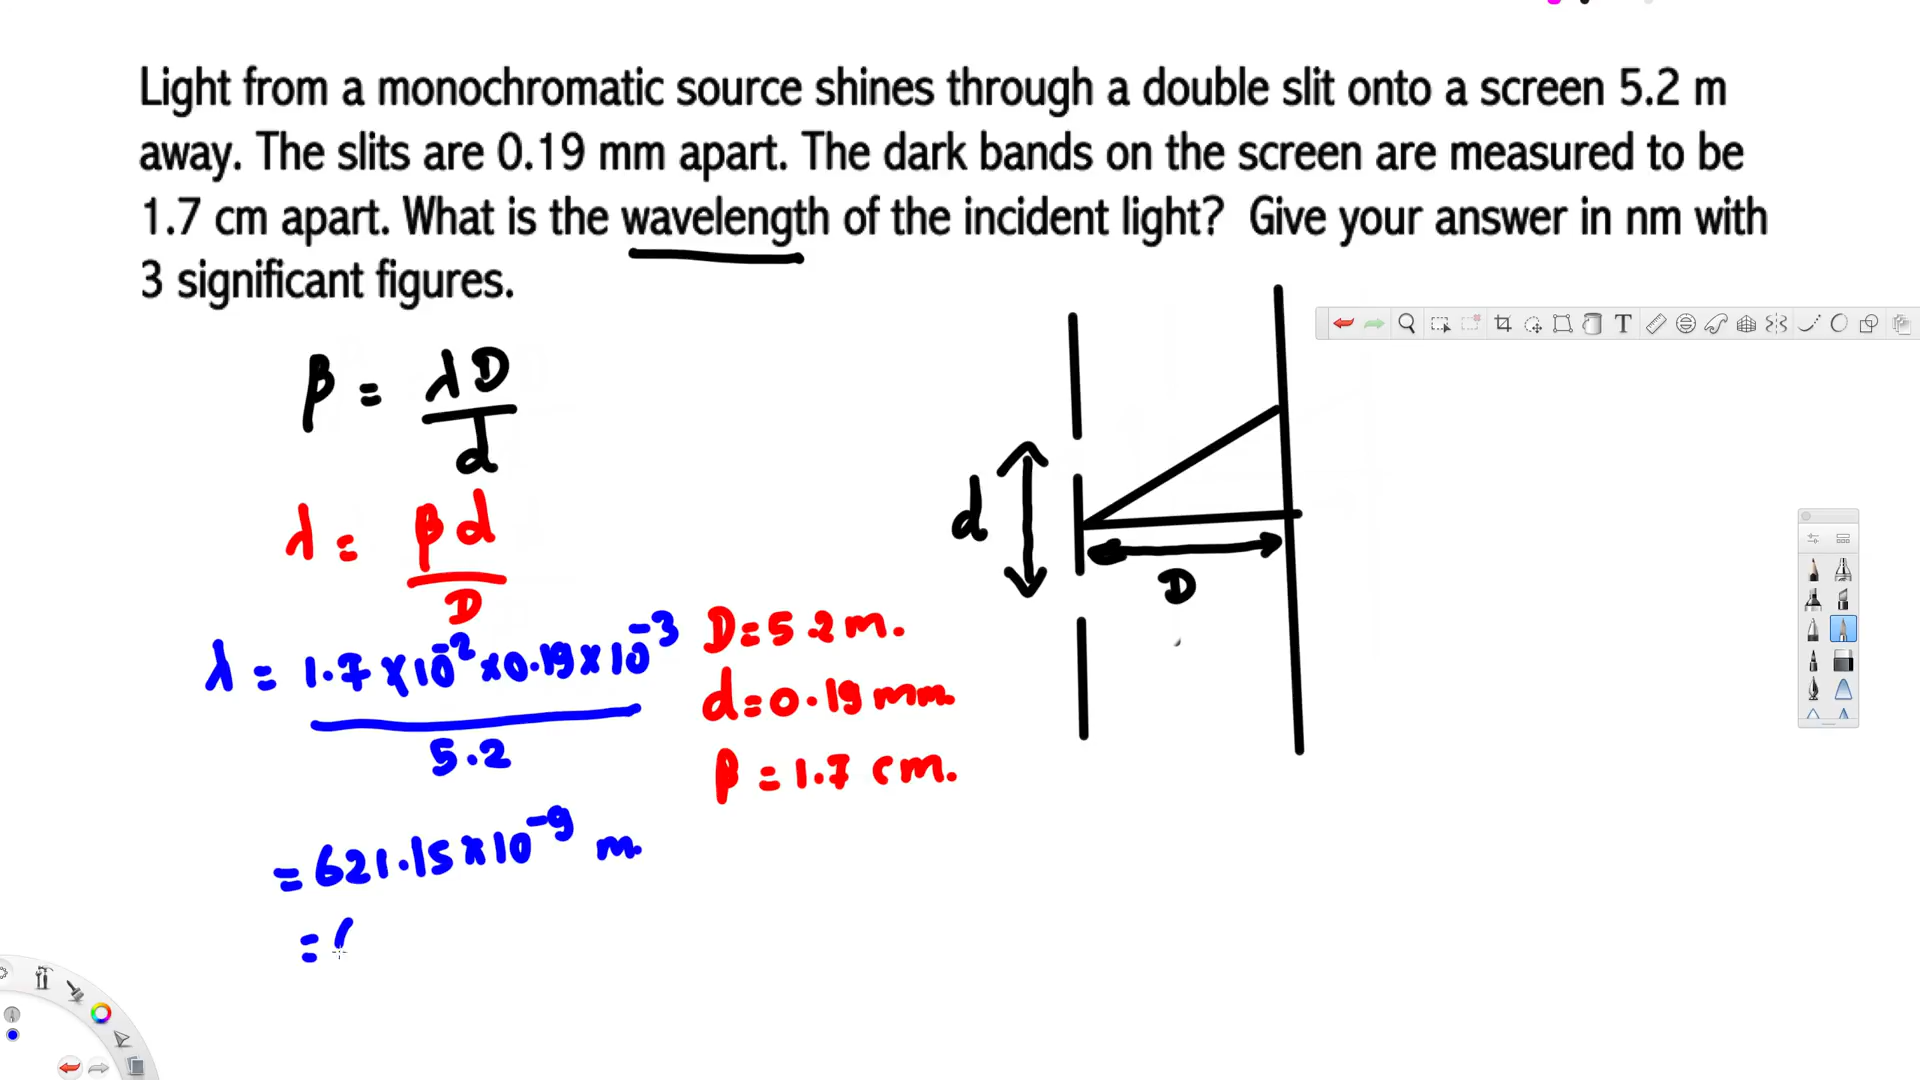 Light from a monochromatic source shines through a double slit onto a screen 5.2 m
away. The slits are 0.19 mm apart. The dark bands on the screen are measured to be
1.7 cm apart. What is the wavelength of the incident light? Give your answer in nm with
3 significant figures.
β = λD / d
λ = βd / D
λ = 1.7×10⁻²×0.19×10⁻³ / 5.2
= 621.15×10⁻⁹ m.
=
D = 5.2 m.
d = 0.19 mm.
β = 1.7 cm.
d
D
T